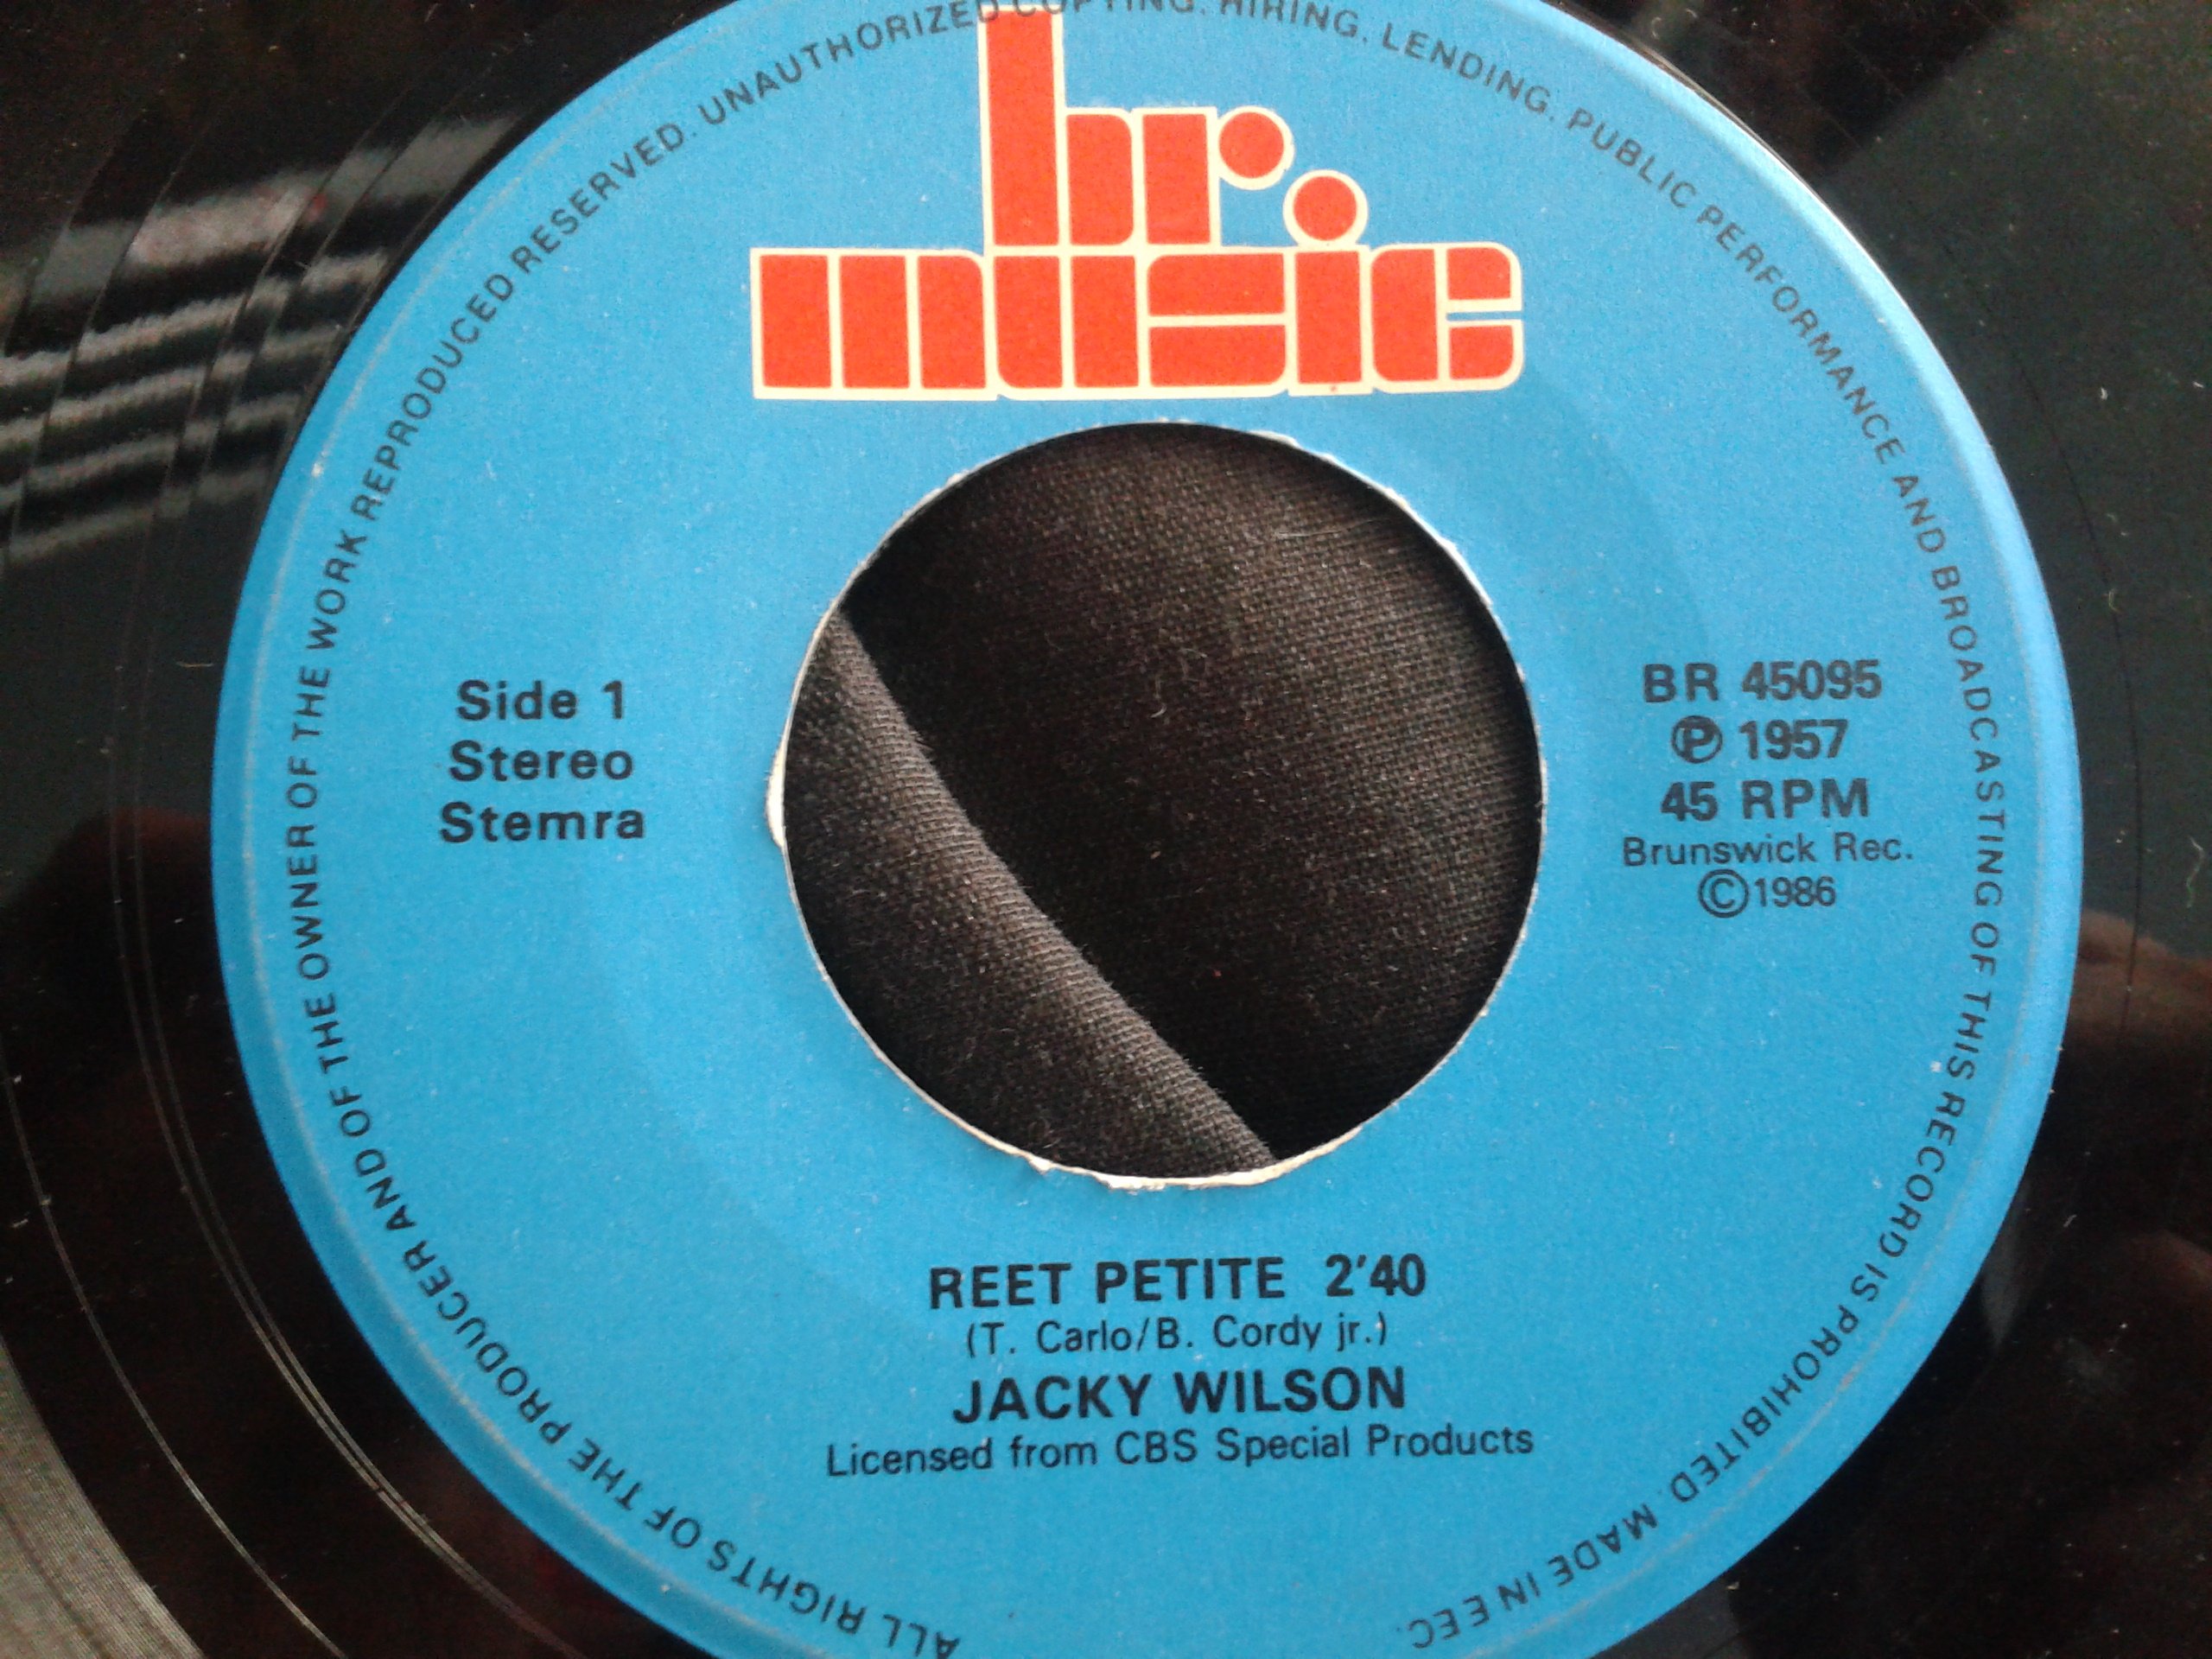 br.
music
Side 1
Stereo
Stemra
BR 45095
℗ 1957
45 RPM
Brunswick Rec.
©1986
REET PETITE 2'40
(T. Carlo/B. Cordy jr.)
JACKY WILSON
Licensed from CBS Special Products
ALL RIGHTS OF THE PRODUCER AND OF THE OWNER OF THE WORK REPRODUCED RESERVED. UNAUTHORIZED COPYING. HIRING. LENDING. PUBLIC PERFORMANCE AND BROADCASTING OF THIS RECORD IS PROHIBITED. MADE IN EEC.